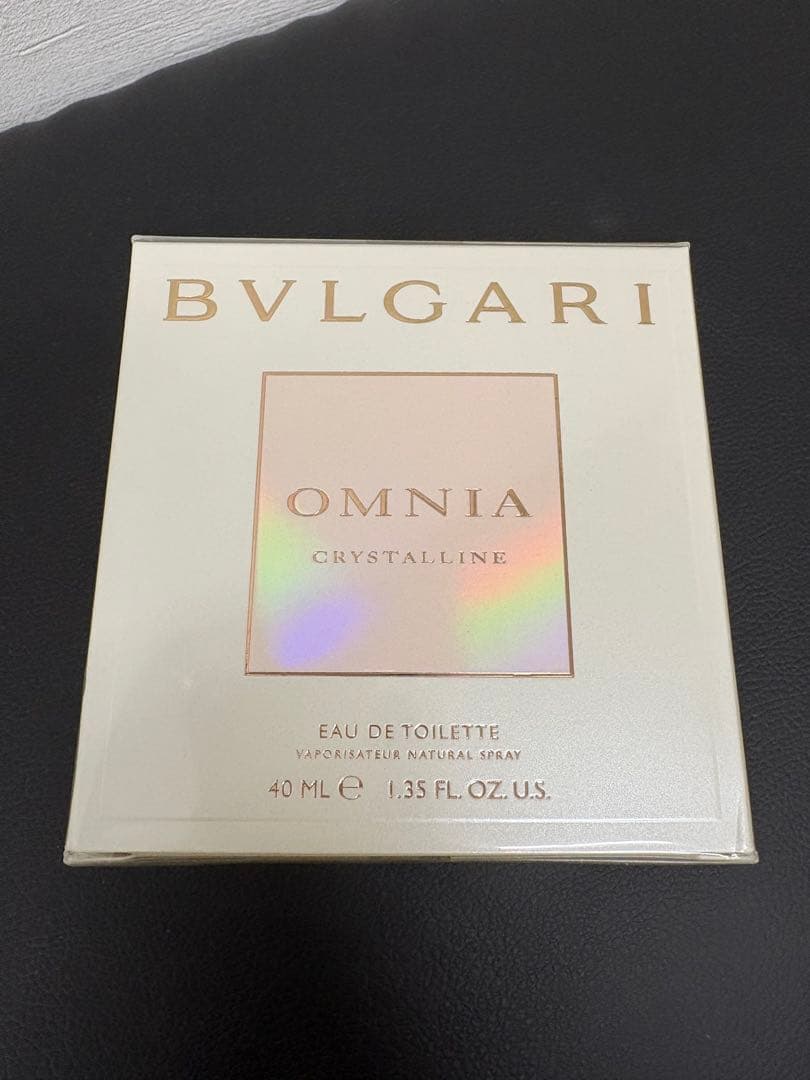 BVLGARI
OMNIA
CRYSTALLINE
EAU DE TOILETTE
VAPORISATEUR NATURAL SPRAY
40 ML ℮ 1.35 FL. OZ. U.S.